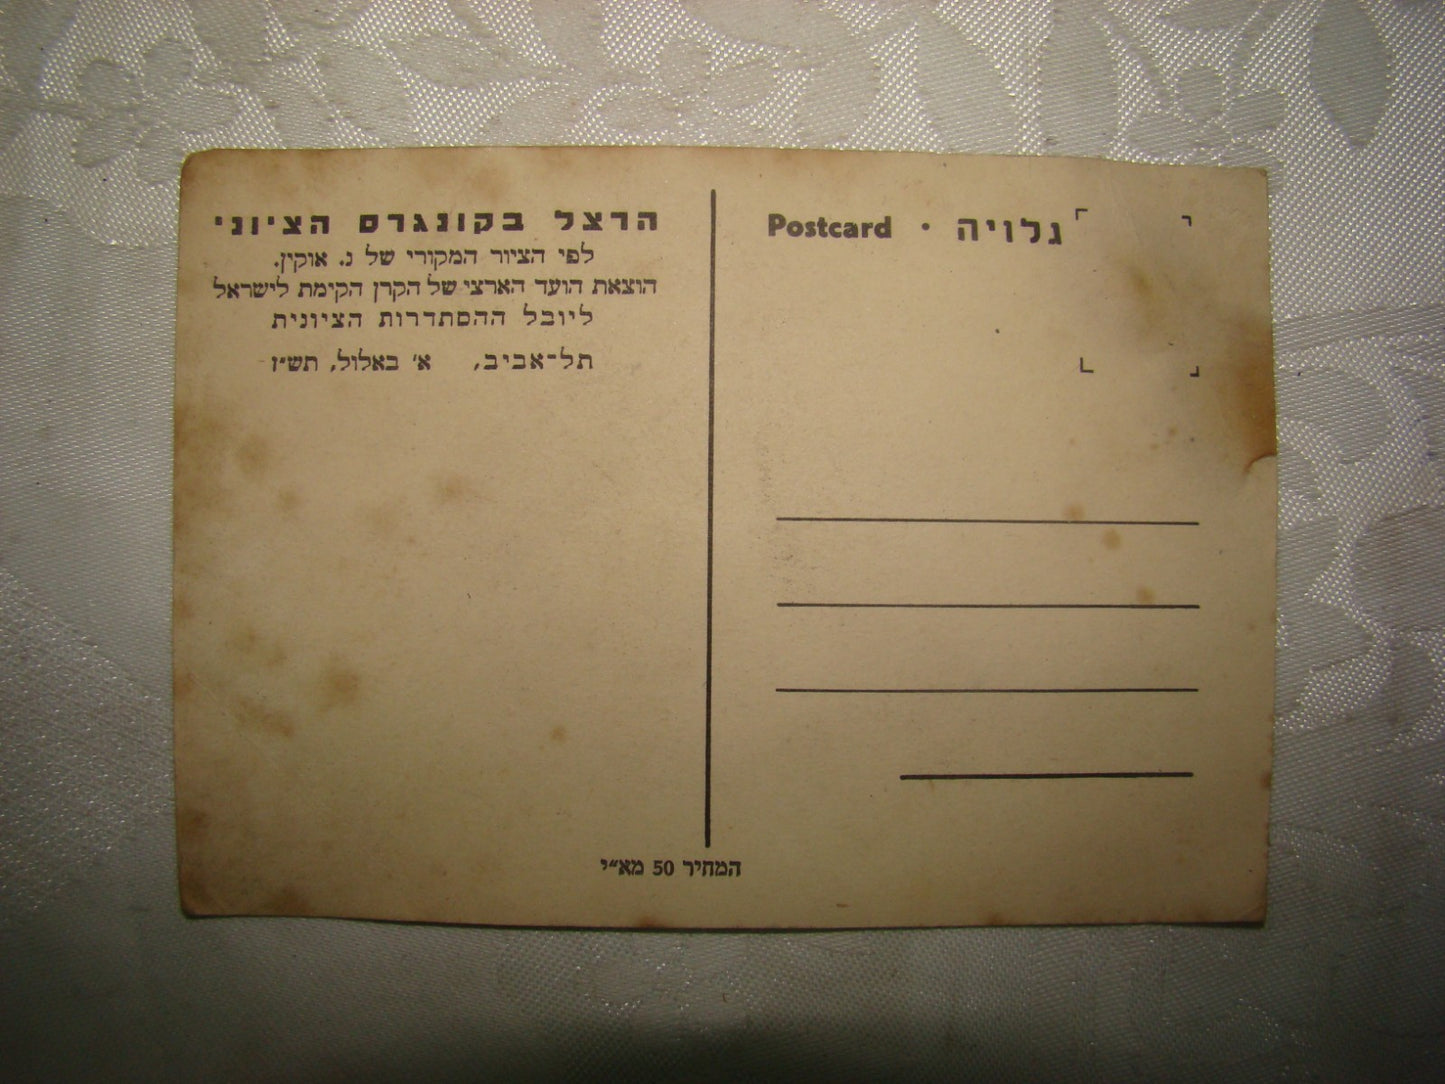 הרצל בקונגרס הציוני
לפי הציור המקורי של נ. אוקין.
הוצאת הועד הארצי של הקרן הקימת לישראל
ליובל ההסתדרות הציונית
תל־אביב, א' באלול, תש"ז
Postcard · גלויה
המחיר 50 מא"י